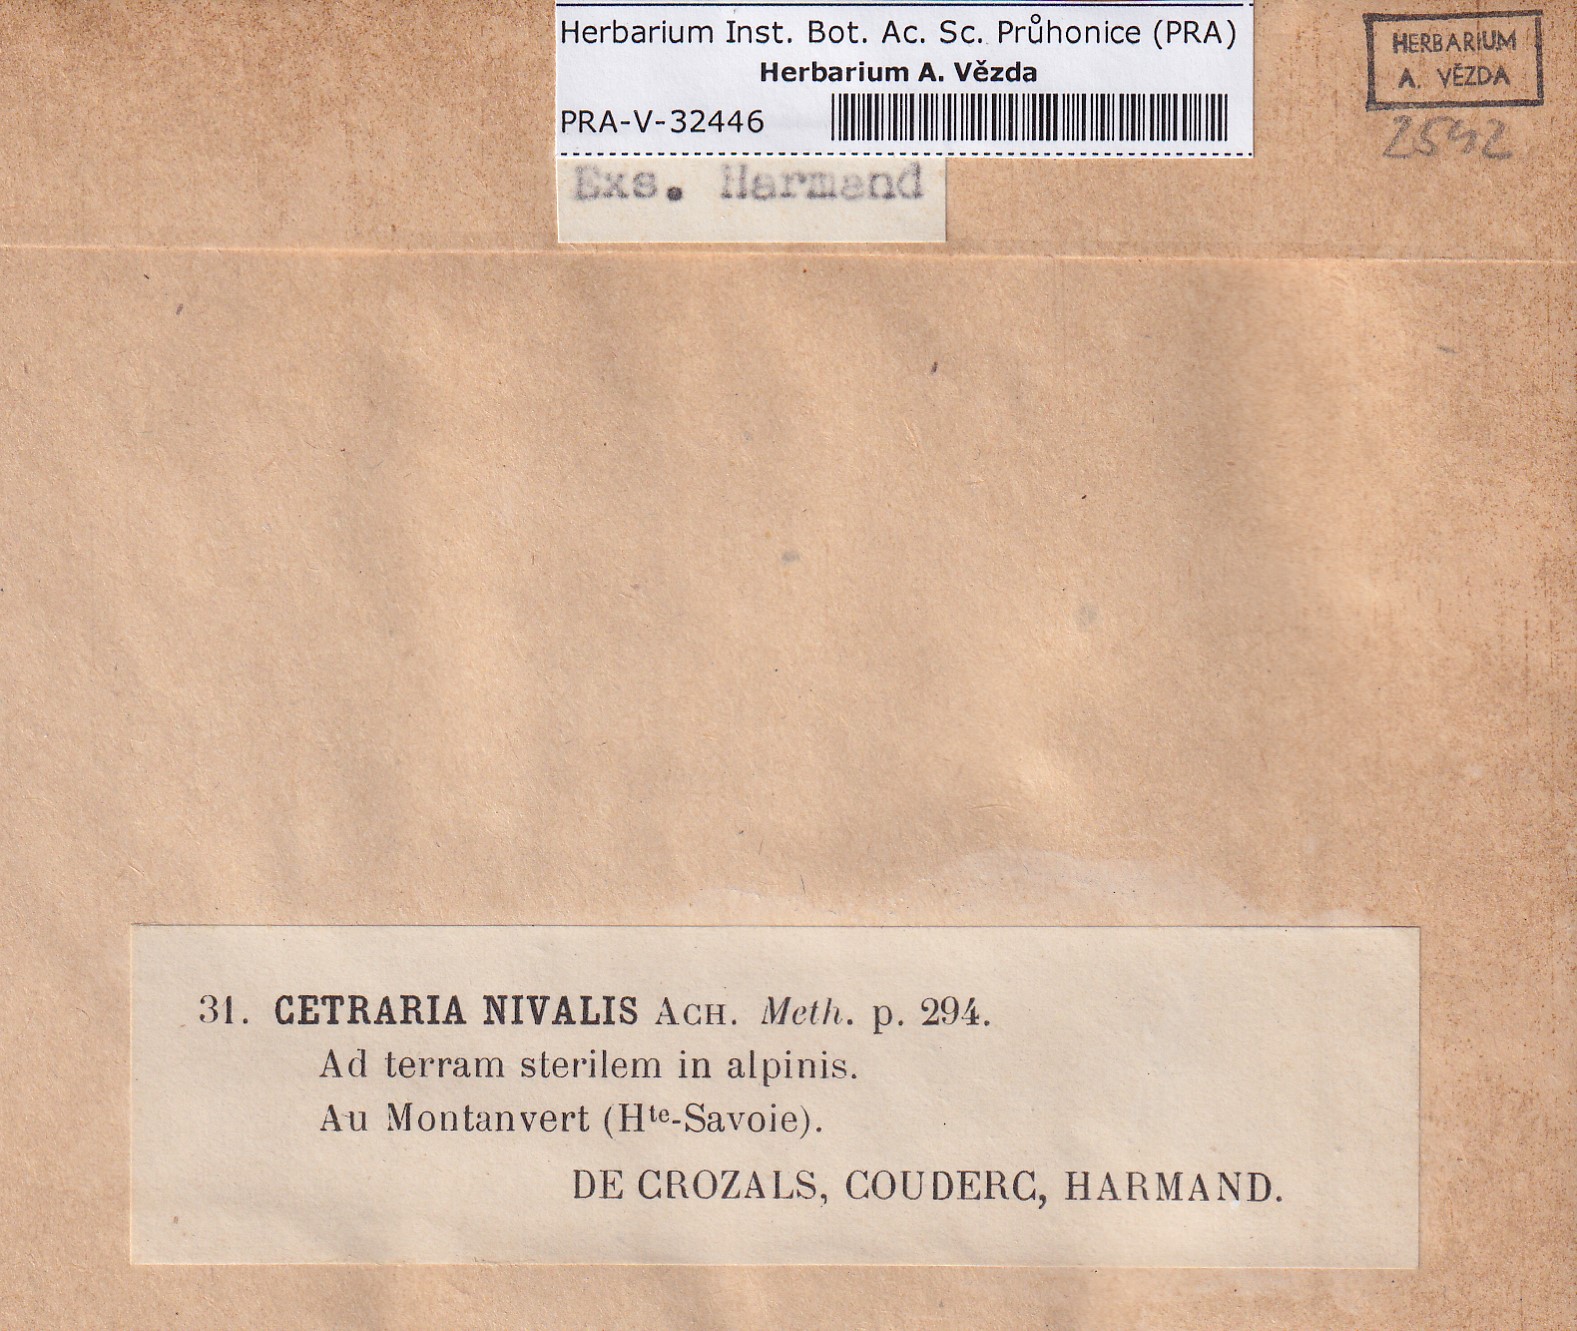 Herbarium Inst. Bot. Ac. Sc. Průhonice (PRA)
Herbarium A. Vězda
PRA-V-32446
HERBARIUM
A. VĚZDA
2542
Exs. Harmand
31. CETRARIA NIVALIS ACH. Meth. p. 294.
Ad terram sterilem in alpinis.
Au Montanvert (Hte-Savoie).
DE CROZALS, COUDERC, HARMAND.